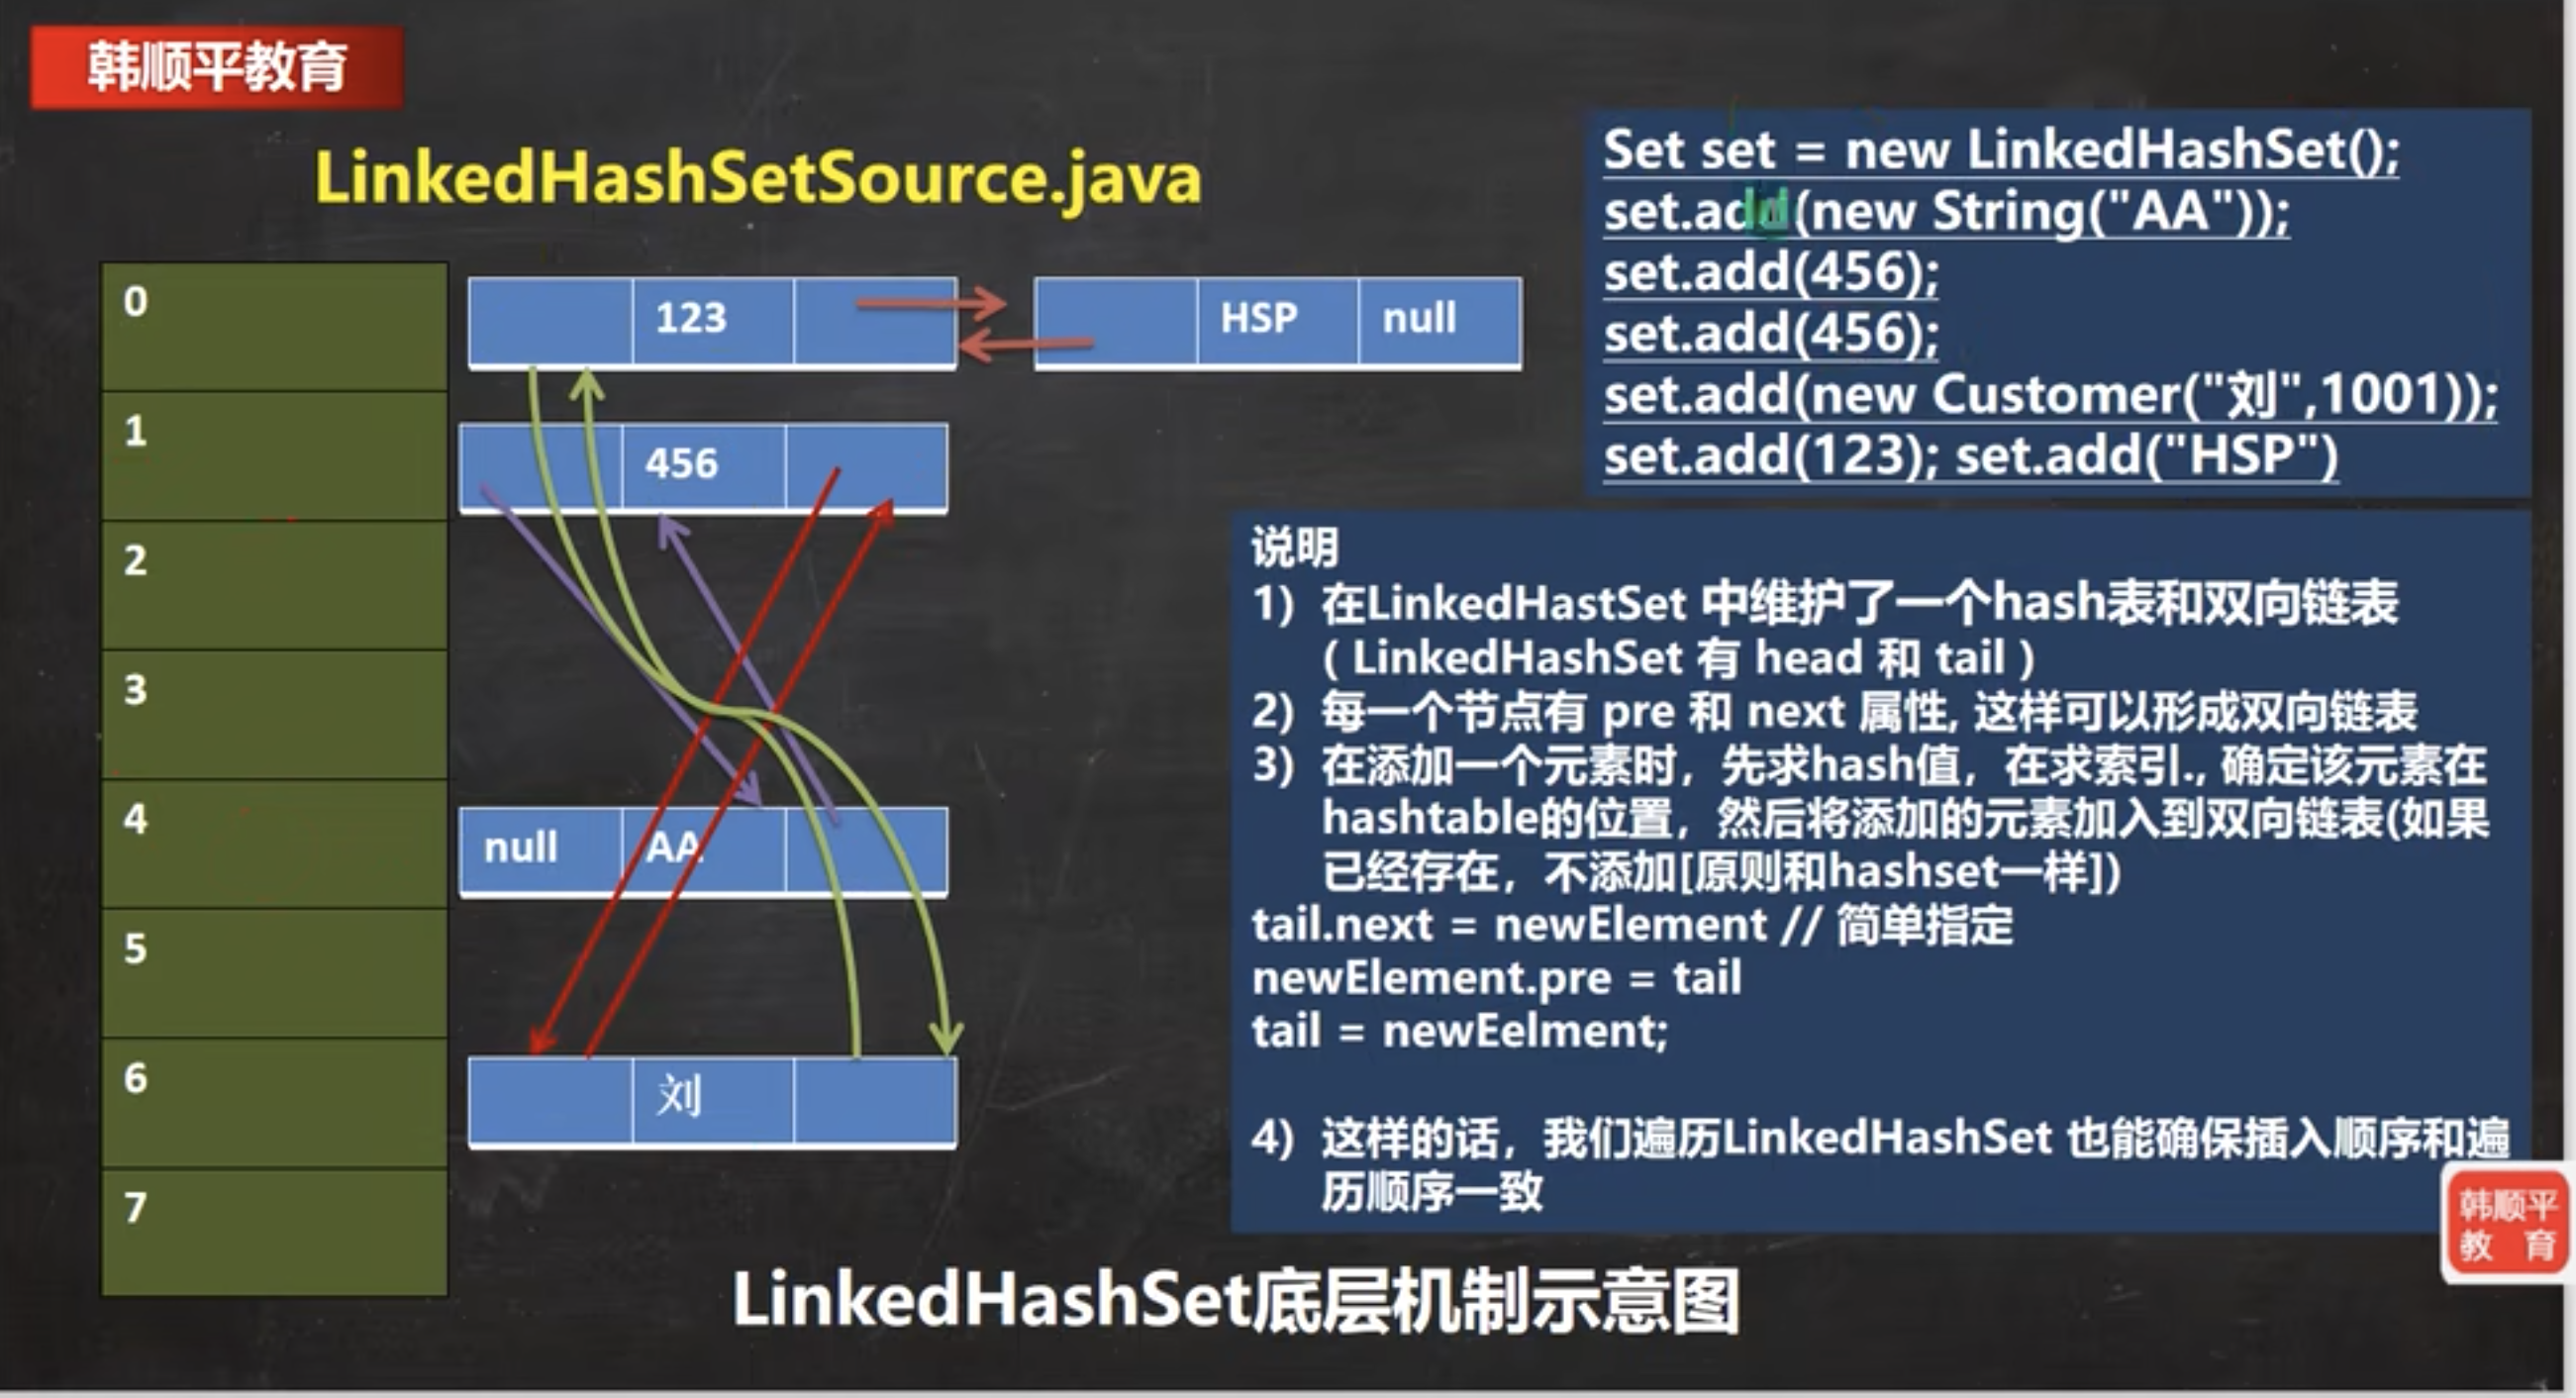 韩顺平教育
LinkedHashSetSource.java
Set set = new LinkedHashSet();
set.add(new String("AA"));
set.add(456);
set.add(456);
set.add(new Customer("刘",1001));
set.add(123); set.add("HSP")
0
123
HSP
null
1
456
2
3
4
null
AA
5
6
刘
7
说明
1) 在LinkedHastSet 中维护了一个hash表和双向链表
( LinkedHashSet 有 head 和 tail )
2) 每一个节点有 pre 和 next 属性, 这样可以形成双向链表
3) 在添加一个元素时，先求hash值，在求索引., 确定该元素在
hashtable的位置，然后将添加的元素加入到双向链表(如果
已经存在，不添加[原则和hashset一样])
tail.next = newElement // 简单指定
newElement.pre = tail
tail = newEelment;
4) 这样的话，我们遍历LinkedHashSet 也能确保插入顺序和遍
历顺序一致
韩顺平
教 育
LinkedHashSet底层机制示意图